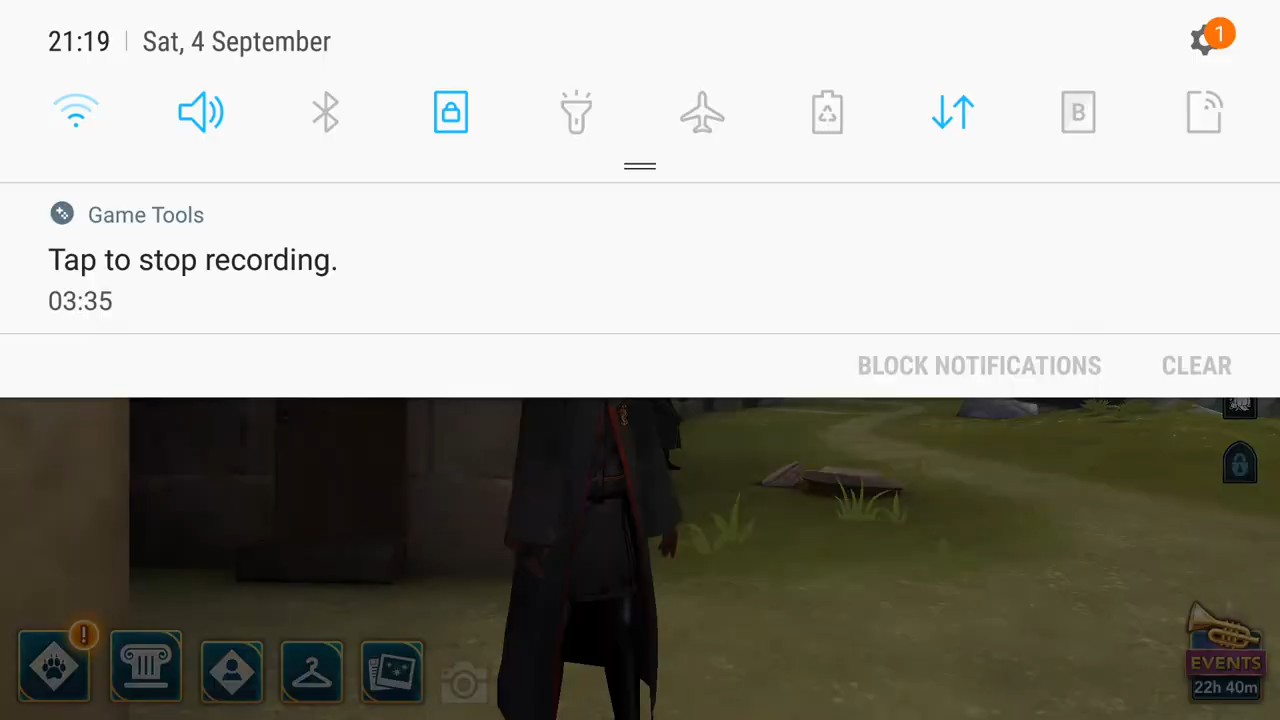 21:19 | Sat, 4 September
1
B
Game Tools
Tap to stop recording.
03:35
BLOCK NOTIFICATIONS CLEAR
!
EVENTS
22h 40m